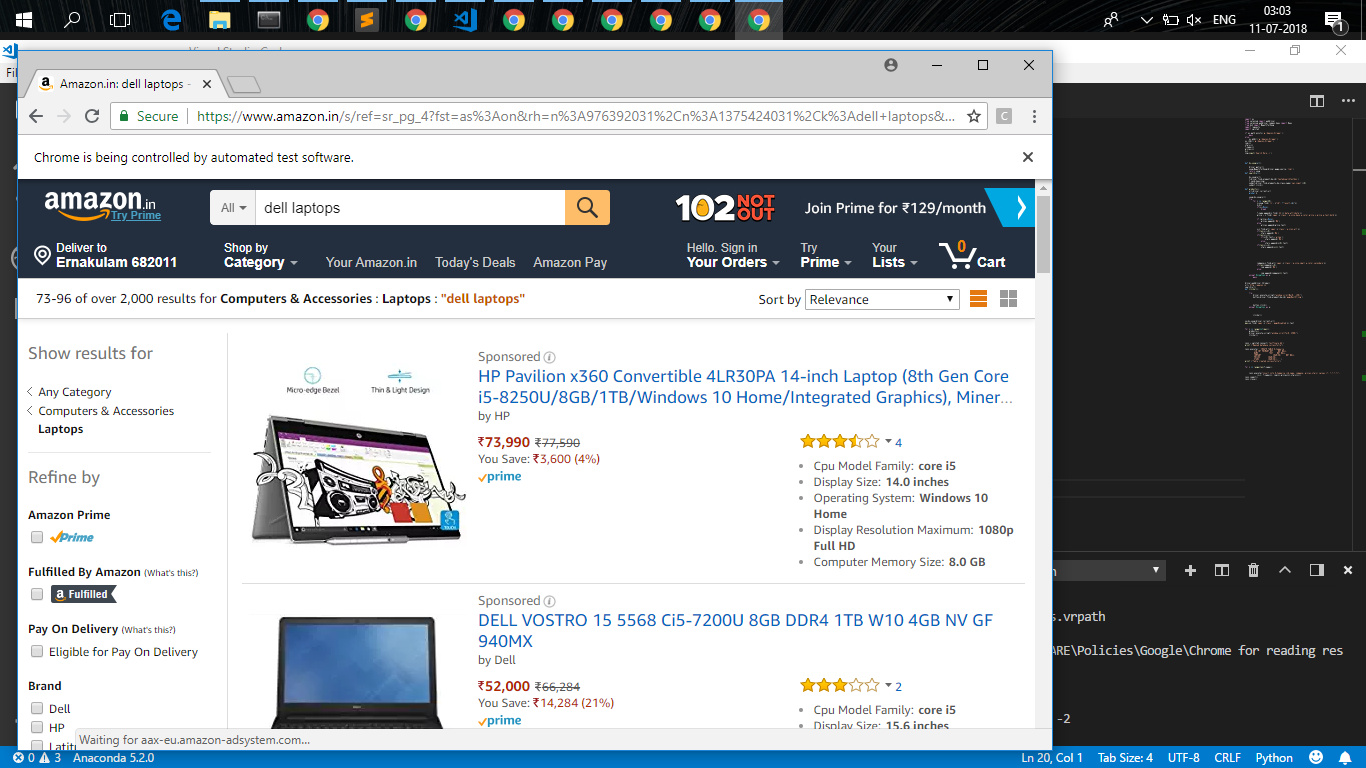 ENG
03:03
11-07-2018
1
Amazon.in: dell laptops -
Secure
https://www.amazon.in/s/ref=sr_pg_4?fst=as%3Aon&rh=n%3A976392031%2Cn%3A1375424031%2Ck%3Adell+laptops&...
C
Chrome is being controlled by automated test software.
amazon.in
Try Prime
All
dell laptops
102 NOT OUT
Join Prime for ₹129/month
Deliver to
Ernakulam 682011
Shop by
Category
Your Amazon.in
Today's Deals
Amazon Pay
Hello. Sign in
Your Orders
Try
Prime
Your
Lists
0
Cart
73-96 of over 2,000 results for Computers & Accessories : Laptops : "dell laptops"
Sort by
Relevance
Show results for
Any Category
Computers & Accessories
Laptops
Refine by
Amazon Prime
Prime
Fulfilled By Amazon (What's this?)
Fulfilled
Pay On Delivery (What's this?)
Eligible for Pay On Delivery
Brand
Dell
HP
Micro-edge Bezel
Thin & Light Design
TOUCH
Sponsored
HP Pavilion x360 Convertible 4LR30PA 14-inch Laptop (8th Gen Core
i5-8250U/8GB/1TB/Windows 10 Home/Integrated Graphics), Miner...
by HP
₹73,990 ₹77,590
You Save: ₹3,600 (4%)
prime
4
Cpu Model Family: core i5
Display Size: 14.0 inches
Operating System: Windows 10
Home
Display Resolution Maximum: 1080p
Full HD
Computer Memory Size: 8.0 GB
Sponsored
DELL VOSTRO 15 5568 Ci5-7200U 8GB DDR4 1TB W10 4GB NV GF
940MX
by Dell
₹52,000 ₹66,284
You Save: ₹14,284 (21%)
prime
2
Cpu Model Family: core i5
Display Size: 15.6 inches
Waiting for aax-eu.amazon-adsystem.com...
s.vrpath
ARE\Policies\Google\Chrome for reading res
-2
0
3
Anaconda 5.2.0
Ln 20, Col 1
Tab Size: 4
UTF-8
CRLF
Python